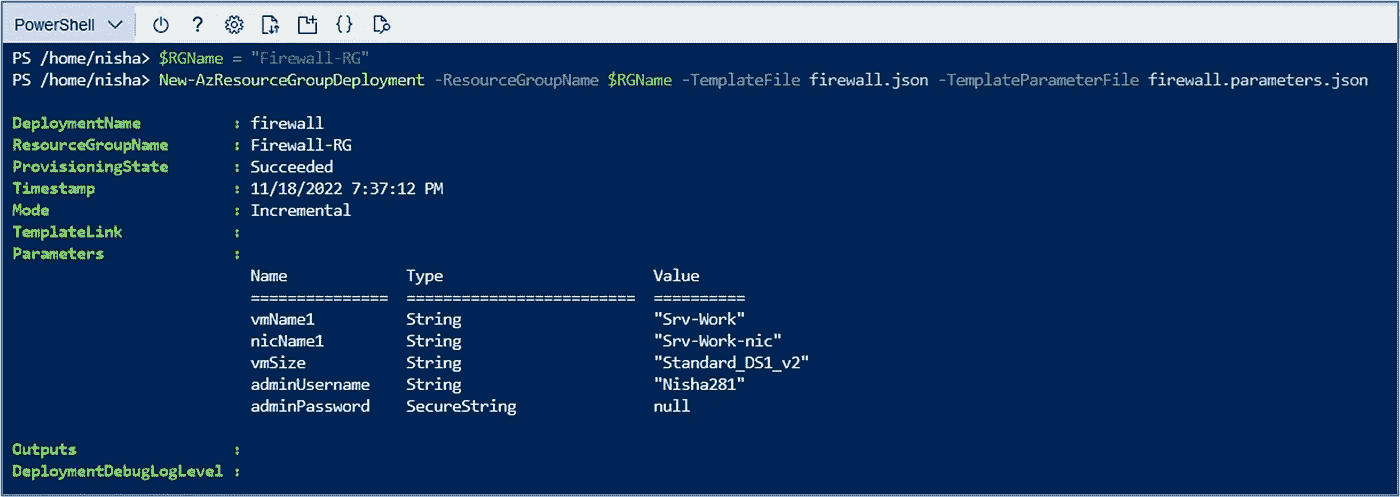 PowerShell ?
PS /home/nisha> $RGName = "Firewall-RG"
PS /home/nisha> New-AzResourceGroupDeployment -ResourceGroupName $RGName -TemplateFile firewall.json -TemplateParameterFile firewall.parameters.json
DeploymentName : firewall
ResourceGroupName : Firewall-RG
ProvisioningState : Succeeded
Timestamp : 11/18/2022 7:37:12 PM
Mode : Incremental
TemplateLink :
Parameters :
Name Type Value
=============== ========================= ==========
vmName1 String "Srv-Work"
nicName1 String "Srv-Work-nic"
vmSize String "Standard_DS1_v2"
adminUsername String "Nisha281"
adminPassword SecureString null
Outputs :
DeploymentDebugLogLevel :